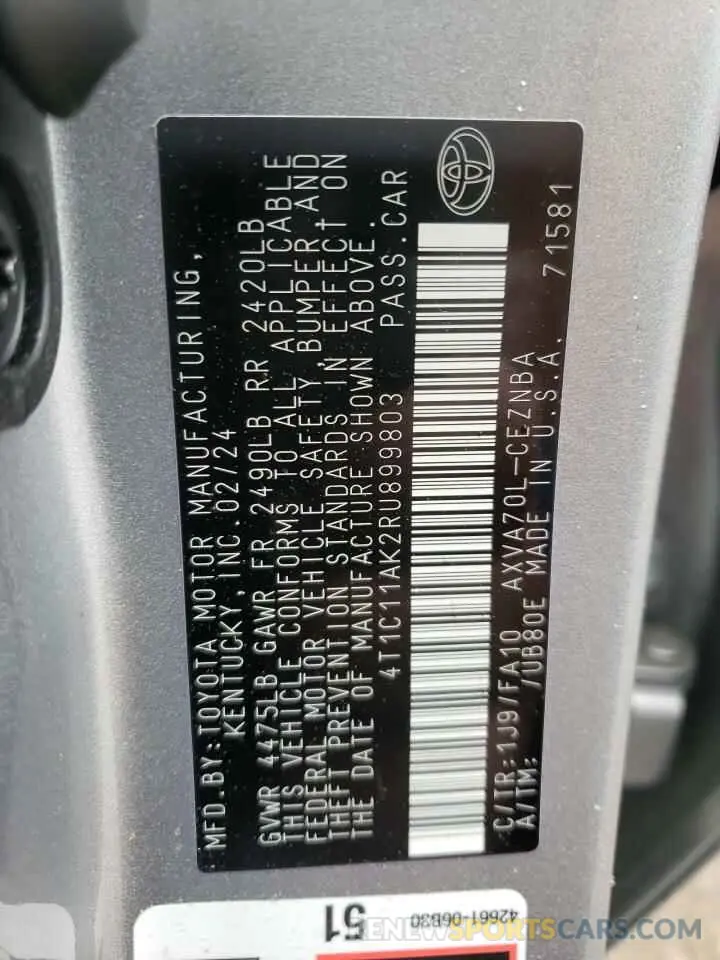 MFD.BY:TOYOTA MOTOR MANUFACTURING,
KENTUCKY,INC.02/24
GVWR 4475LB GAWR FR 2490LB RR 2420LB
THIS VEHICLE CONFORMS TO ALL APPLICABLE
FEDERAL MOTOR VEHICLE SAFETY BUMPER AND
THEFT PREVENTION STANDARDS IN EFFECT ON
THE DATE OF MANUFACTURE SHOWN ABOVE.
4T1C11AK2RU899803 PASS.CAR
C/TR:1J9/FA10 AXVA70L-CEZNBA
A/TM: /UB80E MADE IN U.S.A. 71581
42661-06B30
51
RENEWSPORTSCARS.COM